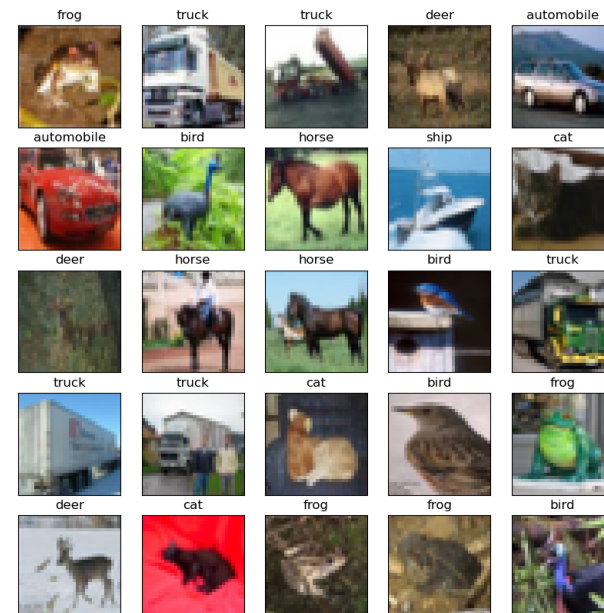 frog truck truck deer automobile
automobile bird horse ship cat
deer horse horse bird truck
truck truck cat bird frog
deer cat frog frog bird